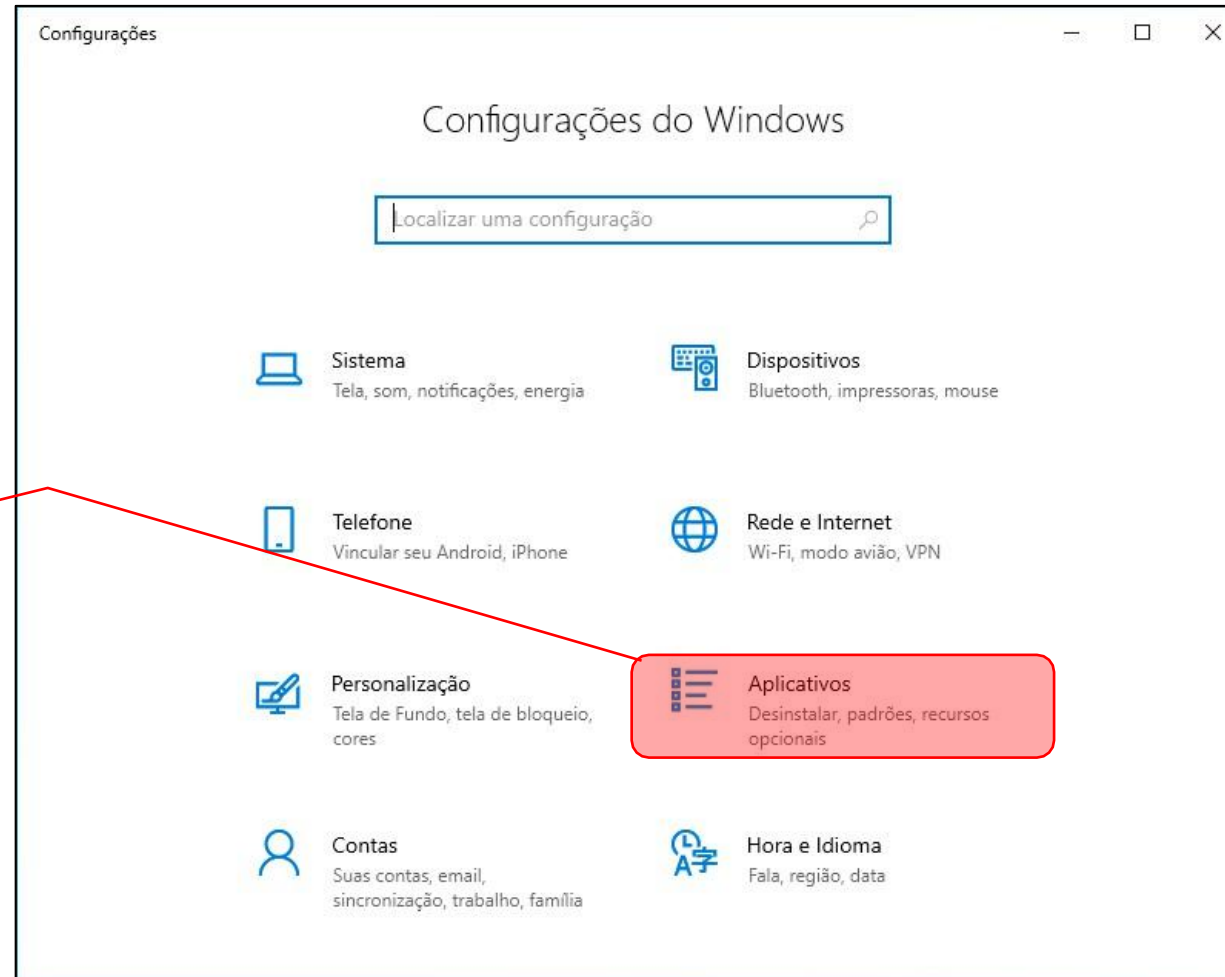 Configurações
Configurações do Windows
Localizar uma configuração
Sistema
Tela, som, notificações, energia
Dispositivos
Bluetooth, impressoras, mouse
Telefone
Vincular seu Android, iPhone
Rede e Internet
Wi-Fi, modo avião, VPN
Personalização
Tela de Fundo, tela de bloqueio,
cores
Aplicativos
Desinstalar, padrões, recursos
opcionais
Contas
Suas contas, email,
sincronização, trabalho, família
Hora e Idioma
Fala, região, data